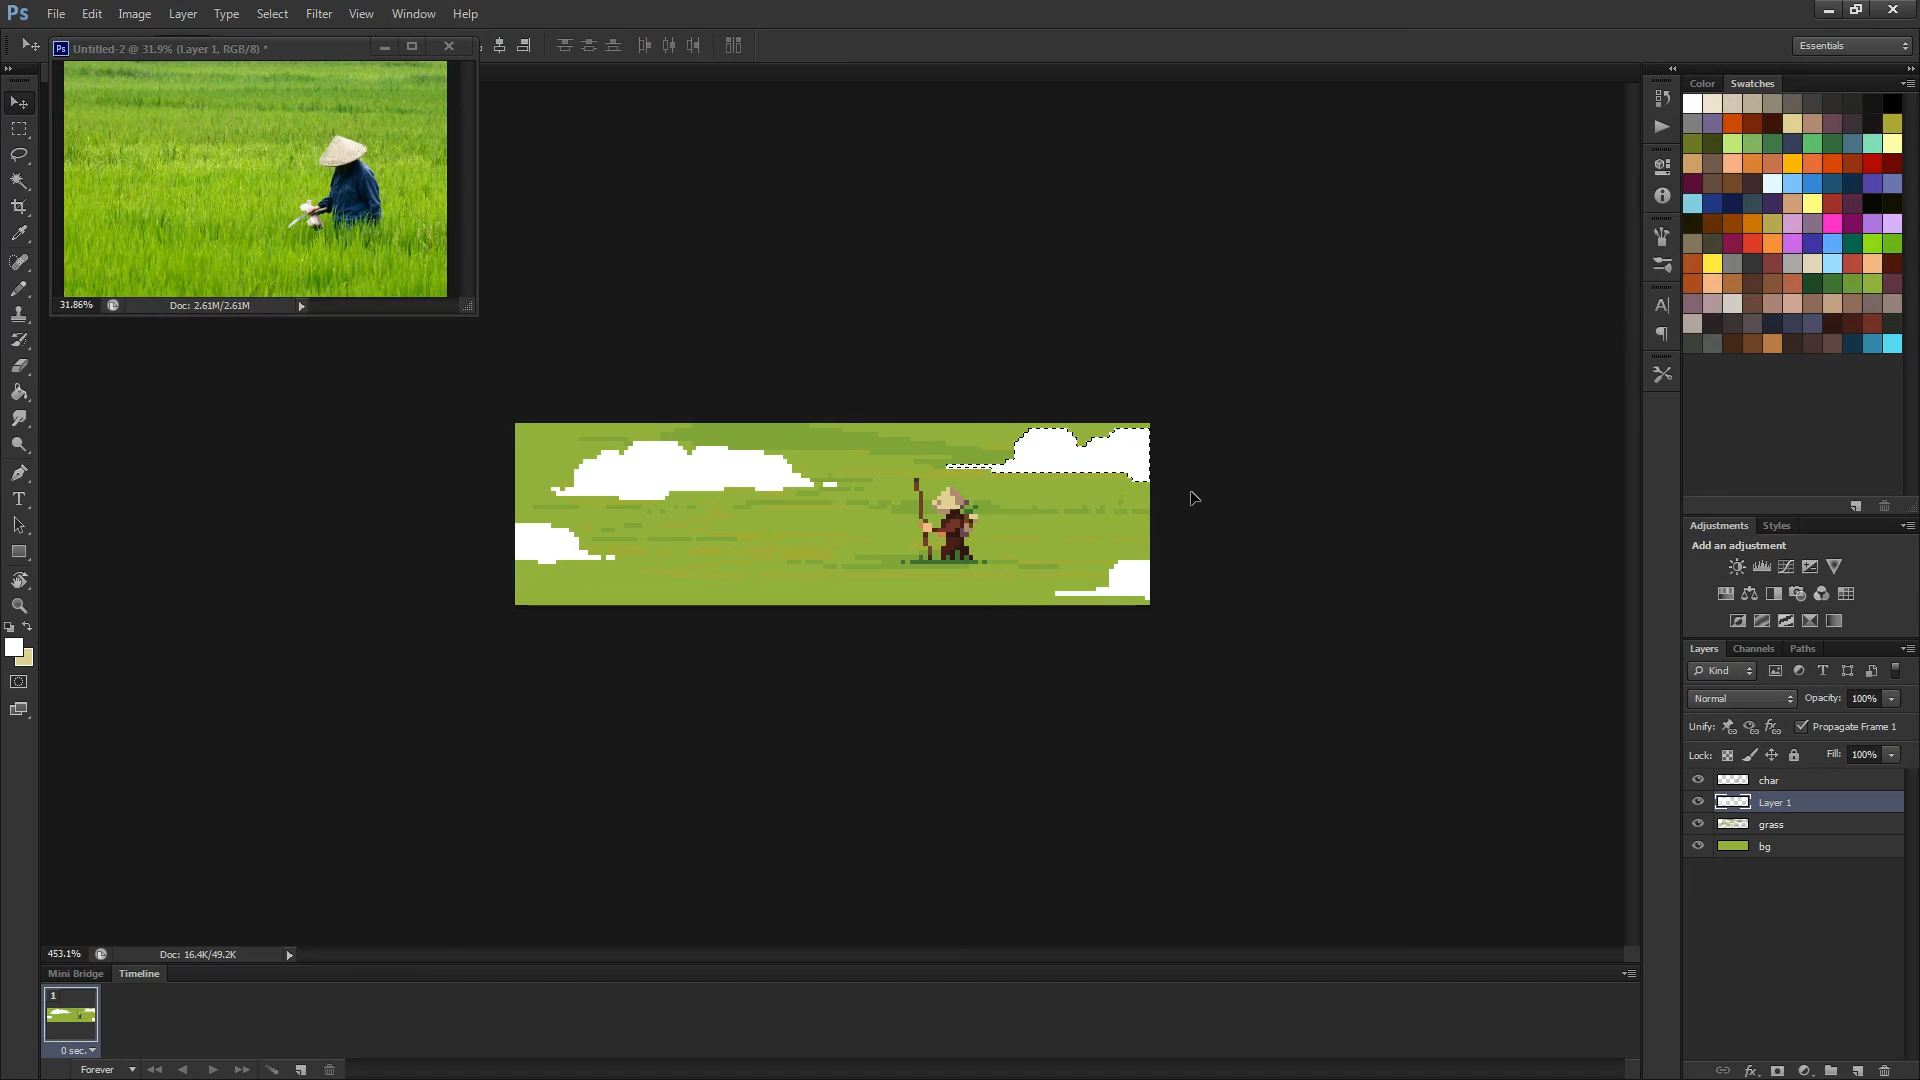 Ps File Edit Image Layer Type Select Filter View Window Help
Essentials
Ps Untitled-2 @ 31.9% (Layer 1, RGB/8) *
31.86% Doc: 2.61M/2.61M
Color Swatches
Adjustments Styles
Add an adjustment
Layers Channels Paths
Kind T
Normal Opacity: 100%
Unify: Propagate Frame 1
Lock: Fill: 100%
char
Layer 1
grass
bg
453.1% Doc: 16.4K/49.2K
Mini Bridge Timeline
1
0 sec.
Forever
fx